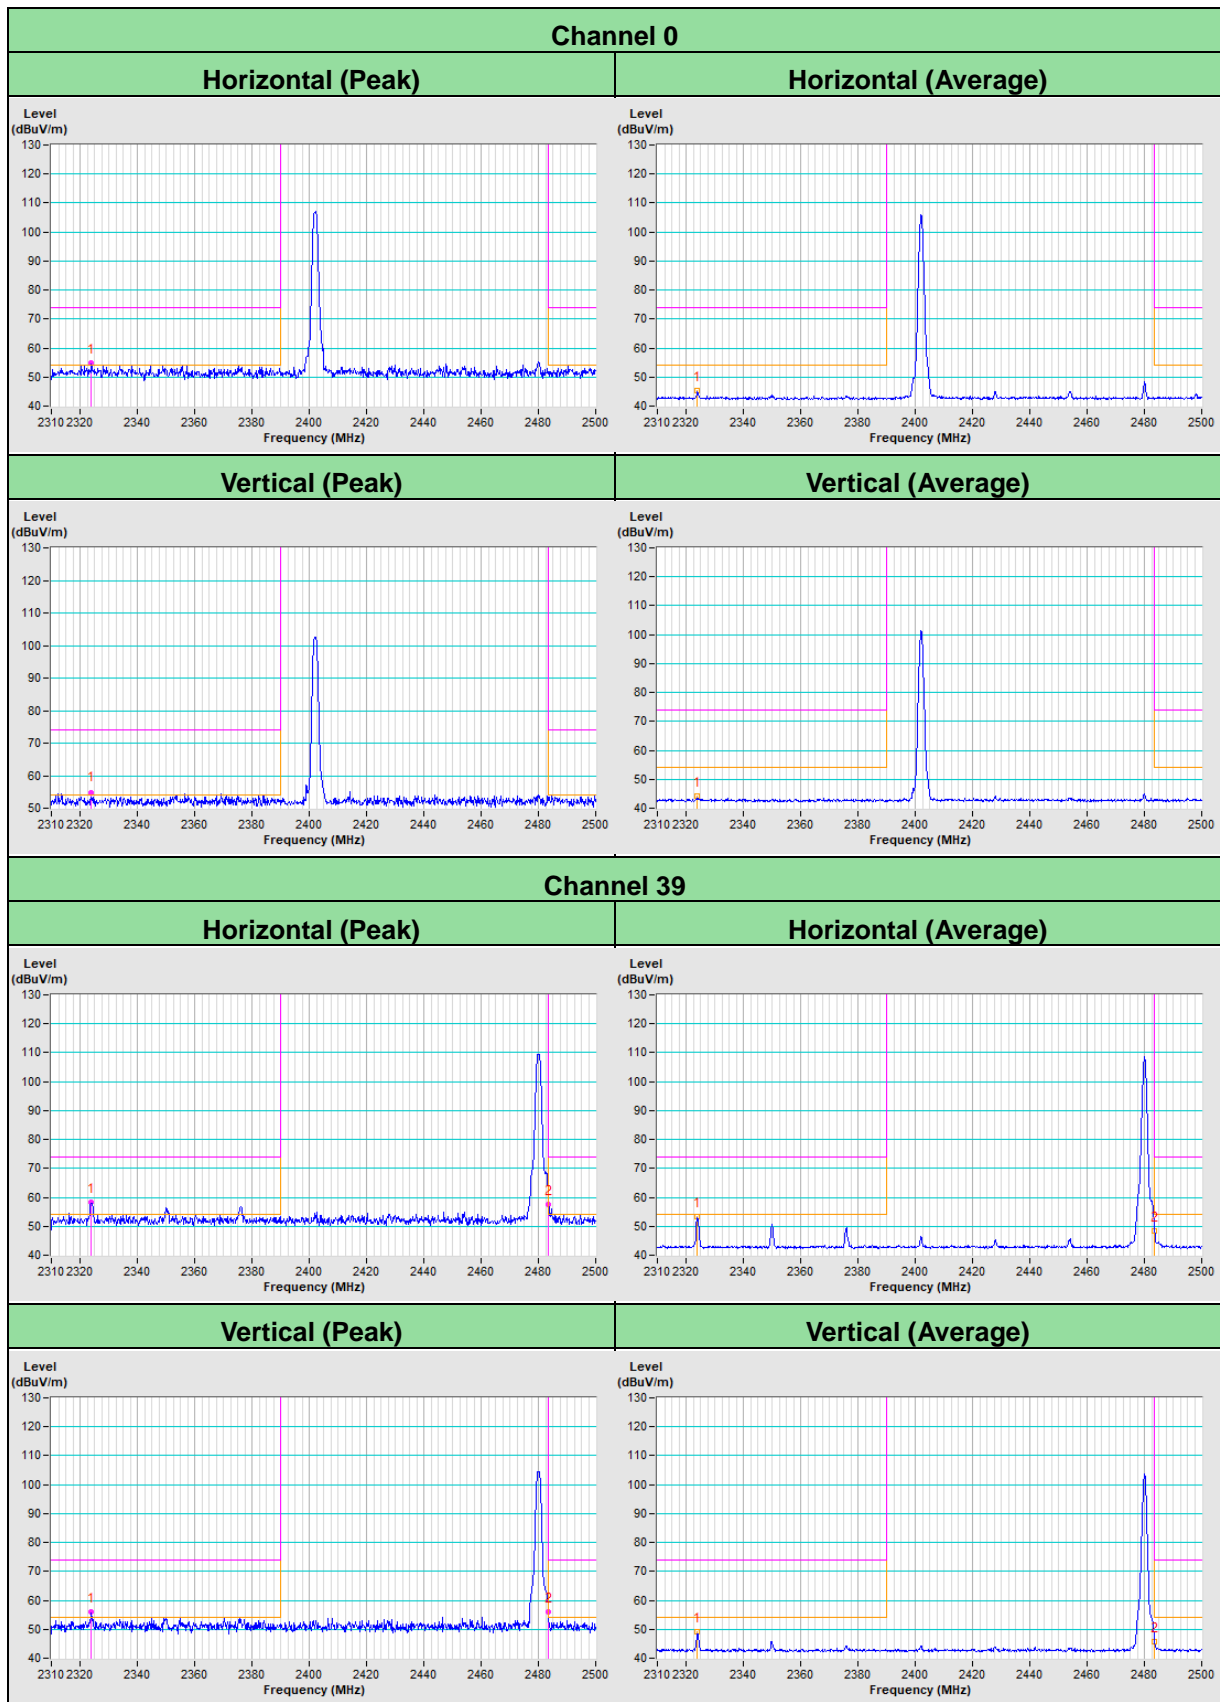 Channel 0
Horizontal (Peak) Horizontal (Average)
Level Level
(dBuV/m) (dBuV/m)
130 130
120 120
110 110
100 100
90 90
80 80
70 70
60 60
1
50 50
1
40 40
2310 2320 2340 2360 2380 2400 2420 2440 2460 2480 2500 2310 2320 2340 2360 2380 2400 2420 2440 2460 2480 2500
Frequency (MHz) Frequency (MHz)
Vertical (Peak) Vertical (Average)
Level Level
(dBuV/m) (dBuV/m)
130 130
120 120
110 110
100 100
90 90
80 80
70 70
60 60
1
50 50
1
40
2310 2320 2340 2360 2380 2400 2420 2440 2460 2480 2500 2310 2320 2340 2360 2380 2400 2420 2440 2460 2480 2500
Frequency (MHz) Frequency (MHz)
Channel 39
Horizontal (Peak) Horizontal (Average)
Level Level
(dBuV/m) (dBuV/m)
130 130
120 120
110 110
100 100
90 90
80 80
70 70
1 2
60 60
1 2
50 50
40 40
2310 2320 2340 2360 2380 2400 2420 2440 2460 2480 2500 2310 2320 2340 2360 2380 2400 2420 2440 2460 2480 2500
Frequency (MHz) Frequency (MHz)
Vertical (Peak) Vertical (Average)
Level Level
(dBuV/m) (dBuV/m)
130 130
120 120
110 110
100 100
90 90
80 80
70 70
60 60
1 2
50 50
1 2
40 40
2310 2320 2340 2360 2380 2400 2420 2440 2460 2480 2500 2310 2320 2340 2360 2380 2400 2420 2440 2460 2480 2500
Frequency (MHz) Frequency (MHz)